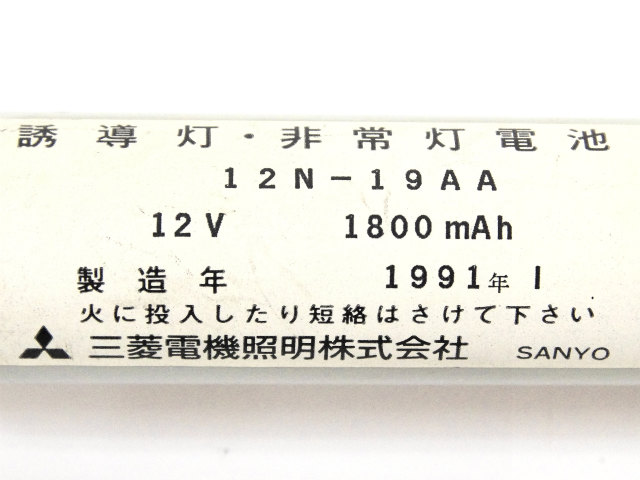 誘導灯・非常灯電池
12N-19AA
12V 1800mAh
製造年 1991年 I
火に投入したり短絡はさけて下さい
三菱電機照明株式会社 SANYO